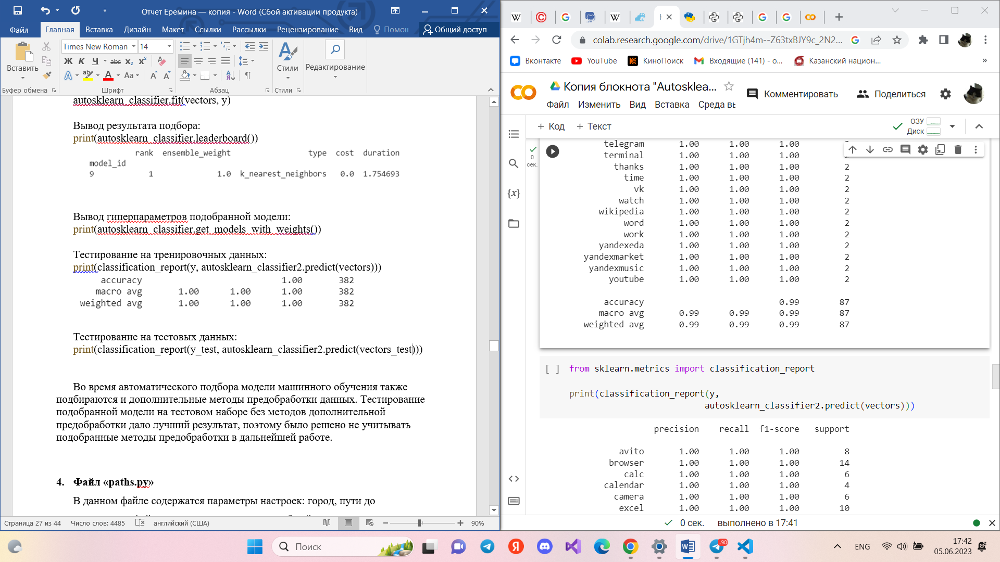 Отчет Еремина — копия - Word (Сбой активации продукта)
Файл Главная Вставка Дизайн Макет Ссылки Рассылки Рецензирование Вид Помощ Общий доступ
Times New Roman 14
Вставить
Ж К Ч abc x₂ x²
Стили
Редактирование
Aa
Буфер обмена Шрифт Абзац Стили
autosklearn_classifier.fit(vectors, y)
Вывод результата подбора:
print(autosklearn_classifier.leaderboard())
rank ensemble_weight type cost duration
model_id
9 1 1.0 k_nearest_neighbors 0.0 1.754693
Вывод гиперпараметров подобранной модели:
print(autosklearn_classifier.get_models_with_weights())
Тестирование на тренировочных данных:
print(classification_report(y, autosklearn_classifier2.predict(vectors)))
accuracy 1.00 382
macro avg 1.00 1.00 1.00 382
weighted avg 1.00 1.00 1.00 382
Тестирование на тестовых данных:
print(classification_report(y_test, autosklearn_classifier2.predict(vectors_test)))
Во время автоматического подбора модели машинного обучения также
подбираются и дополнительные методы предобработки данных. Тестирование
подобранной модели на тестовом наборе без методов дополнительной
предобработки дало лучший результат, поэтому было решено не учитывать
подобранные методы предобработки в дальнейшей работе.
4. Файл «paths.py»
В данном файле содержатся параметры настроек: город, пути до
Страница 27 из 44 Число слов: 4485 английский (США) 90%
colab.research.google.com/drive/1GTjh4m--Z63txBJY9c_2N2...
Вконтакте YouTube КиноПоиск Входящие (141) - о... Казанский национ... »
Копия блокнота "Autosklea...
Комментировать Поделиться
Файл Изменить Вид Вставка Среда вы
+ Код + Текст
ОЗУ
Диск
0
сек.
telegram 1.00 1.00 1.00
terminal 1.00 1.00 1.00 2
thanks 1.00 1.00 1.00 2
time 1.00 1.00 1.00 2
vk 1.00 1.00 1.00 2
watch 1.00 1.00 1.00 2
wikipedia 1.00 1.00 1.00 2
word 1.00 1.00 1.00 2
work 1.00 1.00 1.00 2
yandexeda 1.00 1.00 1.00 2
yandexmarket 1.00 1.00 1.00 2
yandexmusic 1.00 1.00 1.00 2
youtube 1.00 1.00 1.00 2
accuracy 0.99 87
macro avg 0.99 0.99 0.99 87
weighted avg 0.99 0.99 0.99 87
[ ] from sklearn.metrics import classification_report
print(classification_report(y,
autosklearn_classifier2.predict(vectors)))
precision recall f1-score support
avito 1.00 1.00 1.00 8
browser 1.00 1.00 1.00 14
calc 1.00 1.00 1.00 6
calendar 1.00 1.00 1.00 4
camera 1.00 1.00 1.00 6
excel 1.00 1.00 1.00 10
0 сек. выполнено в 17:41
Поиск
90
ENG
17:42
05.06.2023